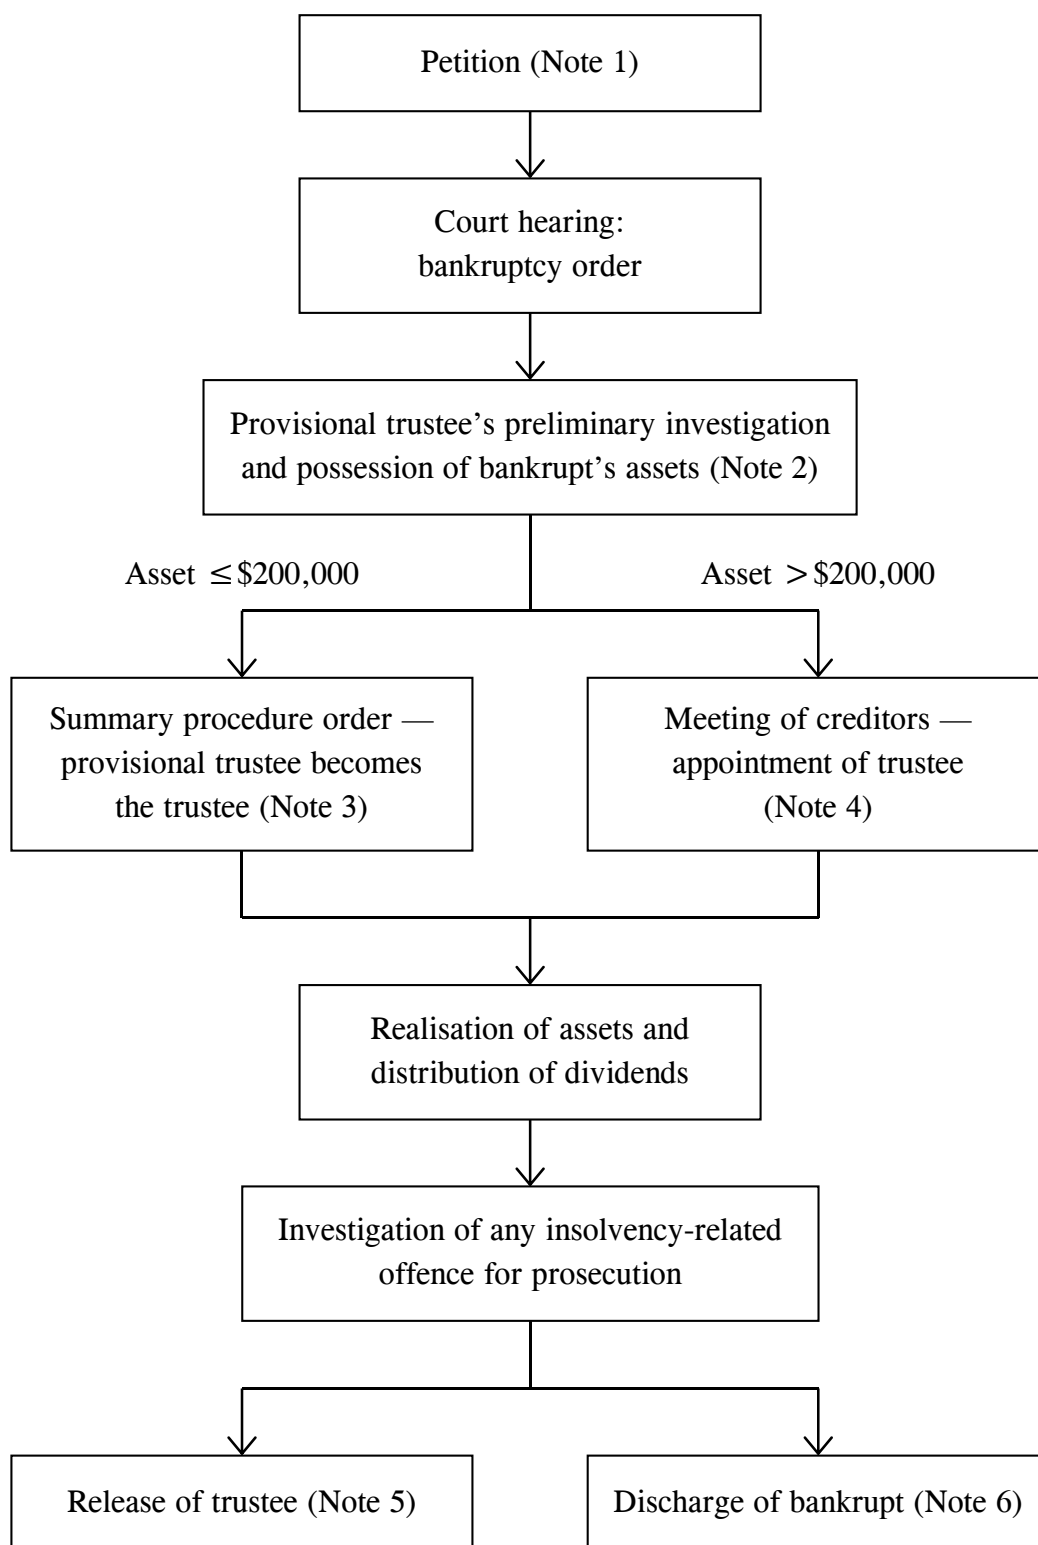 Petition (Note 1)
Court hearing:
bankruptcy order
Provisional trustee’s preliminary investigation
and possession of bankrupt’s assets (Note 2)
Asset ≤$200,000
Asset >$200,000
Summary procedure order —
provisional trustee becomes
the trustee (Note 3)
Meeting of creditors —
appointment of trustee
(Note 4)
Realisation of assets and
distribution of dividends
Investigation of any insolvency-related
offence for prosecution
Release of trustee (Note 5)
Discharge of bankrupt (Note 6)